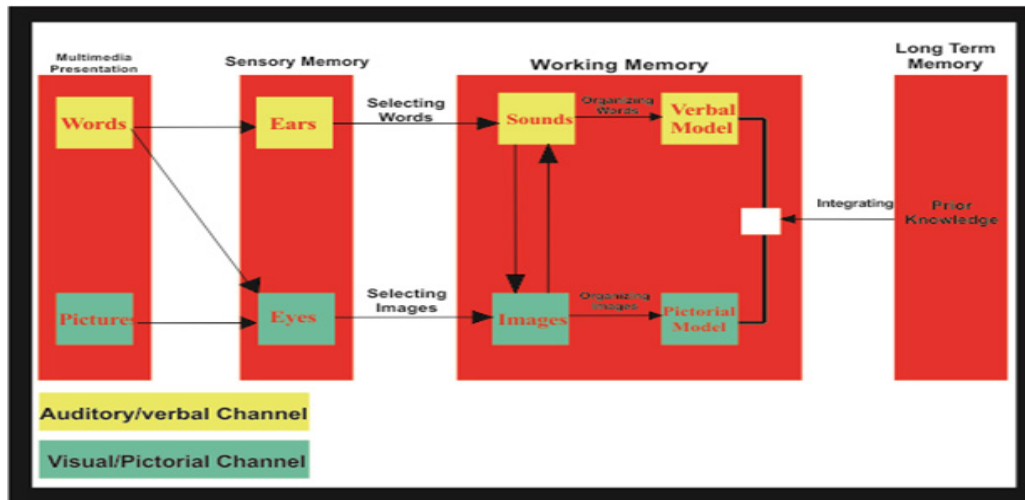 Multimedia
Presentation
Sensory Memory
Working Memory
Long Term
Memory
Words
Ears
Selecting
Words
Sounds
Organizing
Words
Verbal
Model
Integrating
Prior
Knowledge
Pictures
Eyes
Selecting
Images
Images
Organizing
Images
Pictorial
Model
Auditory/verbal Channel
Visual/Pictorial Channel